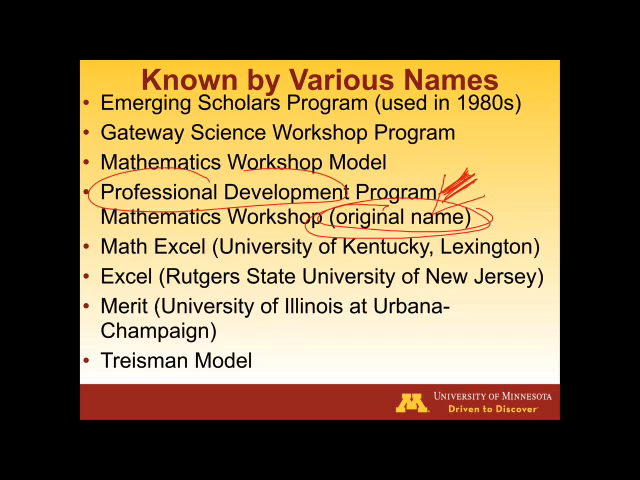 Known by Various Names
• Emerging Scholars Program (used in 1980s)
• Gateway Science Workshop Program
• Mathematics Workshop Model
• Professional Development Program
Mathematics Workshop (original name)
• Math Excel (University of Kentucky, Lexington)
• Excel (Rutgers State University of New Jersey)
• Merit (University of Illinois at Urbana-
Champaign)
• Treisman Model
M
UNIVERSITY OF MINNESOTA
Driven to Discover